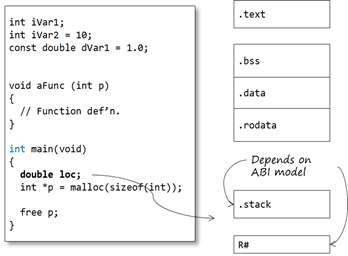 int iVar1;
int iVar2 = 10;
const double dVar1 = 1.0;
void aFunc (int p)
{
// Function def’n.
}
int main(void)
{
double loc;
int *p = malloc(sizeof(int));
free p;
}
.text
.bss
.data
.rodata
Depends on
ABI model
.stack
R#